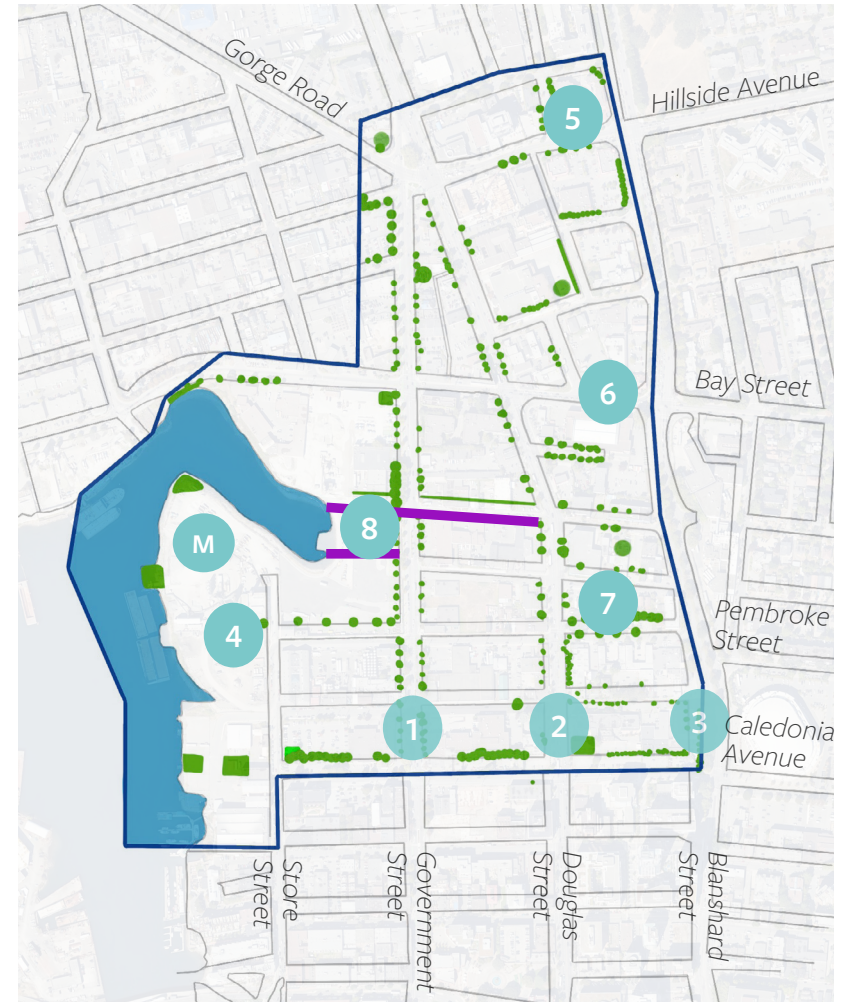 Gorge Road
Hillside Avenue
5
6
Bay Street
8
M
7
4
Pembroke
Street
1
2
3
Caledonia
Avenue
Store
Street
Government
Street
Douglas
Street
Blanshard
Street